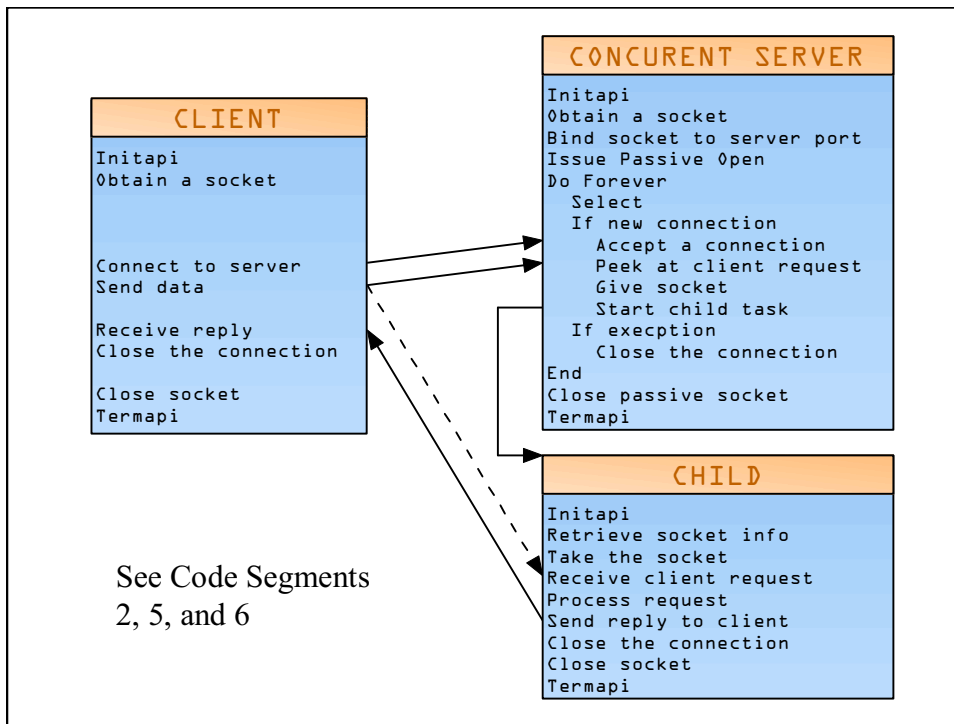 CLIENT
Initapi
Obtain a socket
Connect to server
Send data
Receive reply
Close the connection
Close socket
Termapi
CONCURENT SERVER
Initapi
Obtain a socket
Bind socket to server port
Issue Passive Open
Do Forever
Select
If new connection
Accept a connection
Peek at client request
Give socket
Start child task
If execption
Close the connection
End
Close passive socket
Termapi
CHILD
Initapi
Retrieve socket info
Take the socket
Receive client request
Process request
Send reply to client
Close the connection
Close socket
Termapi
See Code Segments
2, 5, and 6